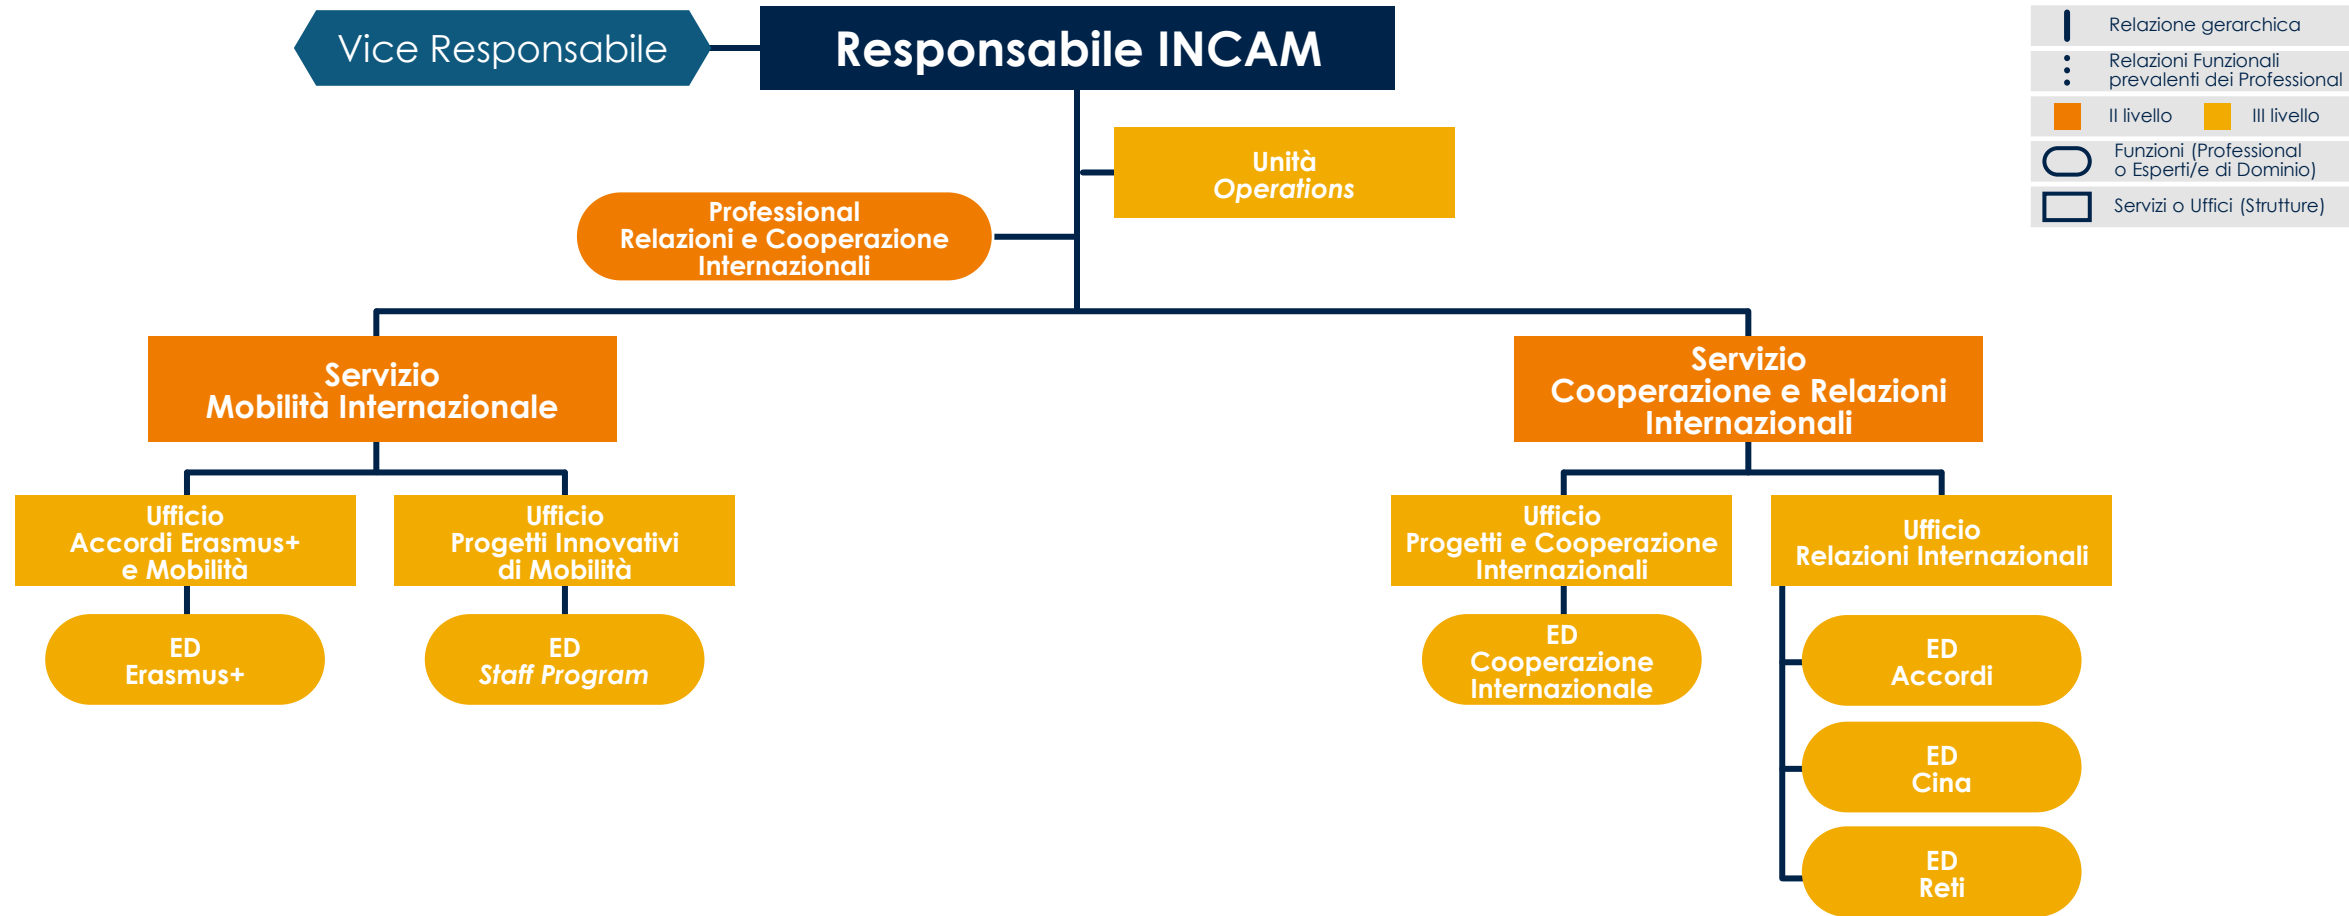 Vice Responsabile
Responsabile INCAM
Relazione gerarchica
Relazioni Funzionali
prevalenti dei Professional
II livello
III livello
Funzioni (Professional
o Esperti/e di Dominio)
Servizi o Uffici (Strutture)
Unità
Operations
Professional
Relazioni e Cooperazione
Internazionali
Servizio
Mobilità Internazionale
Servizio
Cooperazione e Relazioni
Internazionali
Ufficio
Accordi Erasmus+
e Mobilità
Ufficio
Progetti Innovativi
di Mobilità
Ufficio
Progetti e Cooperazione
Internazionali
Ufficio
Relazioni Internazionali
ED
Erasmus+
ED
Staff Program
ED
Cooperazione
Internazionale
ED
Accordi
ED
Cina
ED
Reti